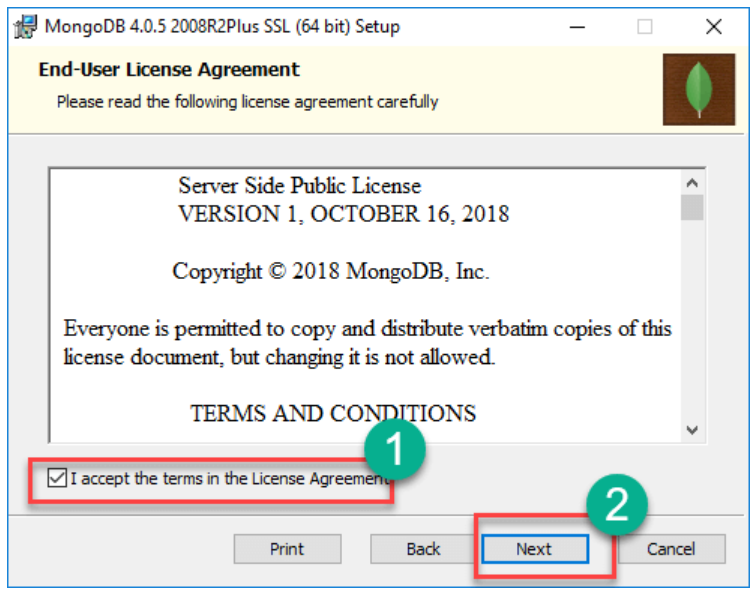 MongoDB 4.0.5 2008R2Plus SSL (64 bit) Setup
End-User License Agreement
Please read the following license agreement carefully
Server Side Public License
VERSION 1, OCTOBER 16, 2018
Copyright © 2018 MongoDB, Inc.
Everyone is permitted to copy and distribute verbatim copies of this
license document, but changing it is not allowed.
TERMS AND CONDITIONS
1
I accept the terms in the License Agreement
2
Print Back Next Cancel